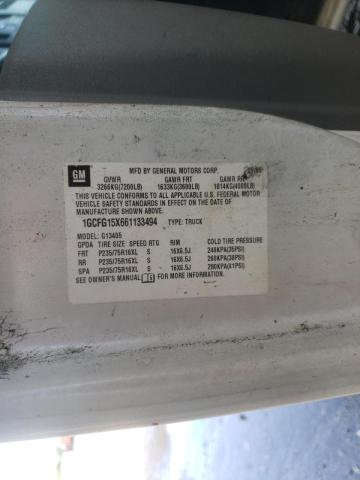 GM
MFD BY GENERAL MOTORS CORP.
GVWR GAWR FRT GAWR RR
3266KG(7200LB) 1633KG(3600LB) 1814KG(4000LB)
THIS VEHICLE CONFORMS TO ALL APPLICABLE U.S. FEDERAL MOTOR
VEHICLE SAFETY STANDARDS IN EFFECT ON THE DATE OF
MANUFACTURE SHOWN ABOVE.
1GCFG15X661133494 TYPE: TRUCK
MODEL: G13405
GPDA TIRE SIZE SPEED RTG RIM COLD TIRE PRESSURE
FRT P235/75R16XL S 16X6.5J 240KPA(35PSI)
RR P235/75R16XL S 16X6.5J 260KPA(38PSI)
SPA P235/75R16XL S 16X6.5J 280KPA(41PSI)
SEE OWNER'S MANUAL FOR MORE INFORMATION.